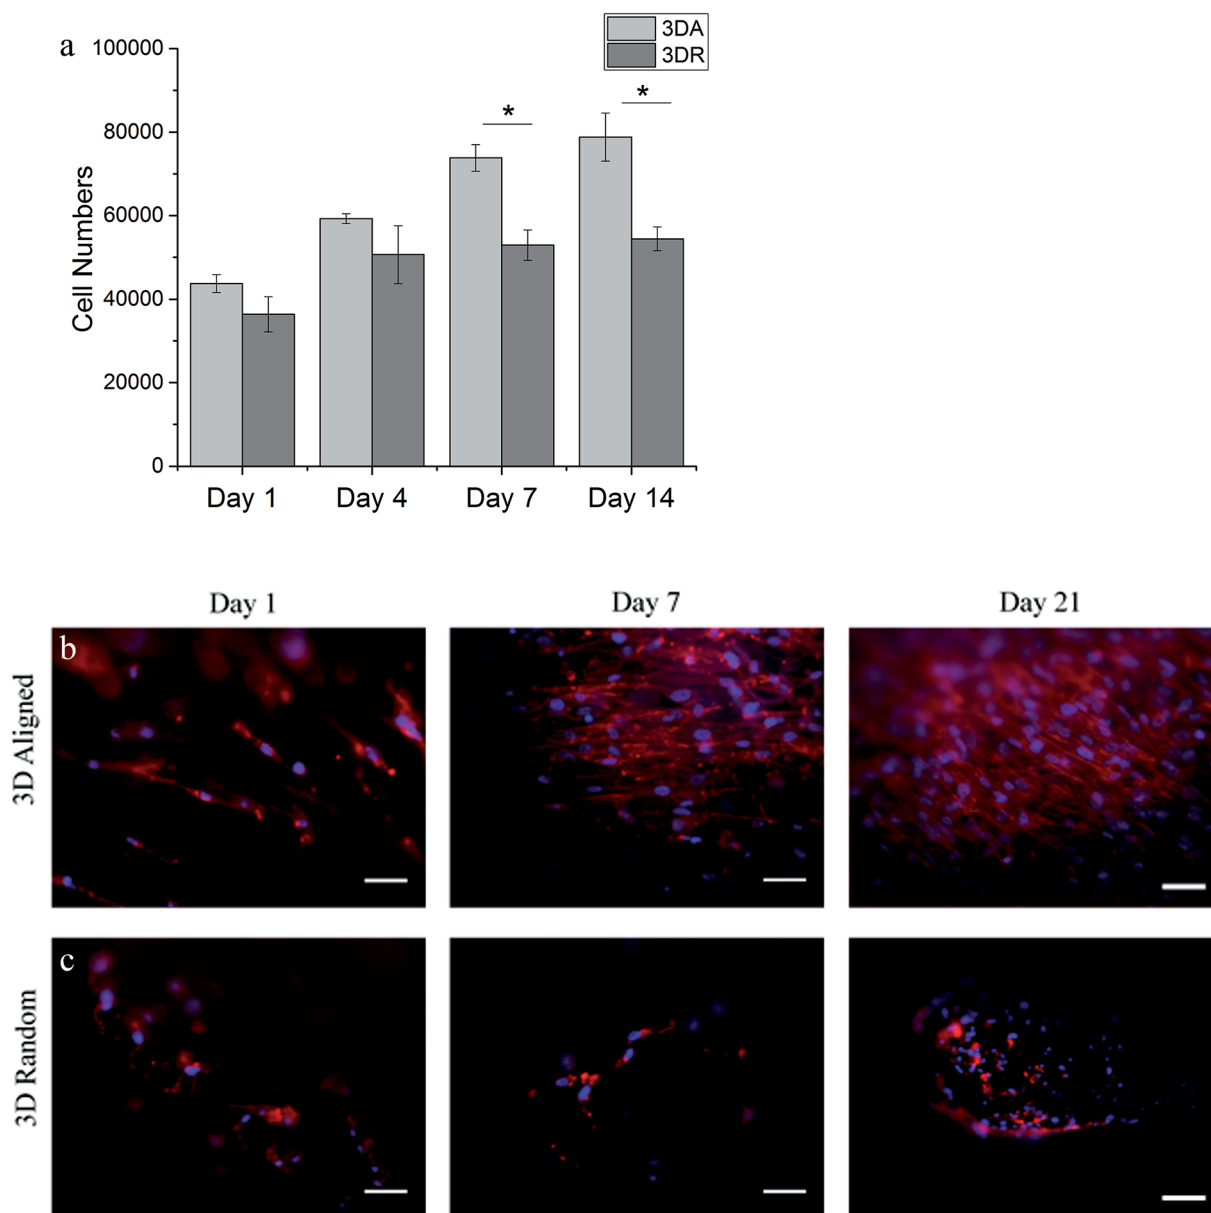 a
3DA
3DR
100000
80000
60000
40000
20000
0
Cell Numbers
*
*
Day 1
Day 4
Day 7
Day 14
Day 1
Day 7
Day 21
3D Aligned
b
3D Random
c